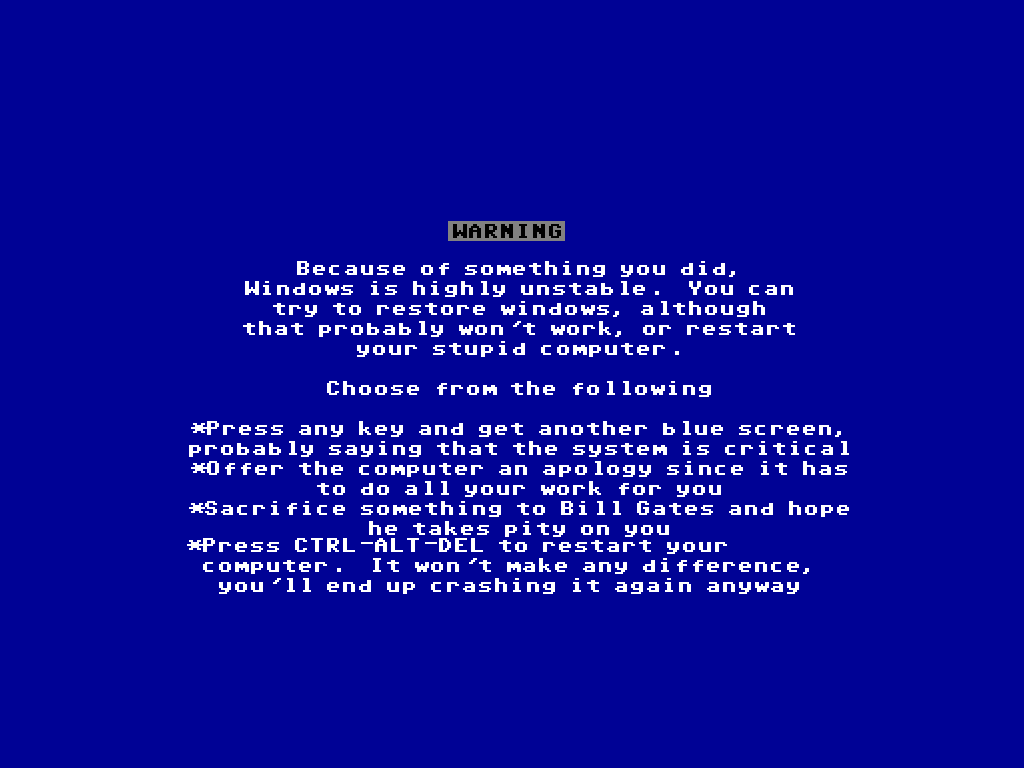 WARNING
Because of something you did,
Windows is highly unstable. You can
try to restore windows, although
that probably won't work, or restart
your stupid computer.
Choose from the following
*Press any key and get another blue screen,
probably saying that the system is critical
*Offer the computer an apology since it has
to do all your work for you
*Sacrifice something to Bill Gates and hope
he takes pity on you
*Press CTRL-ALT-DEL to restart your
computer. It won't make any difference,
you'll end up crashing it again anyway